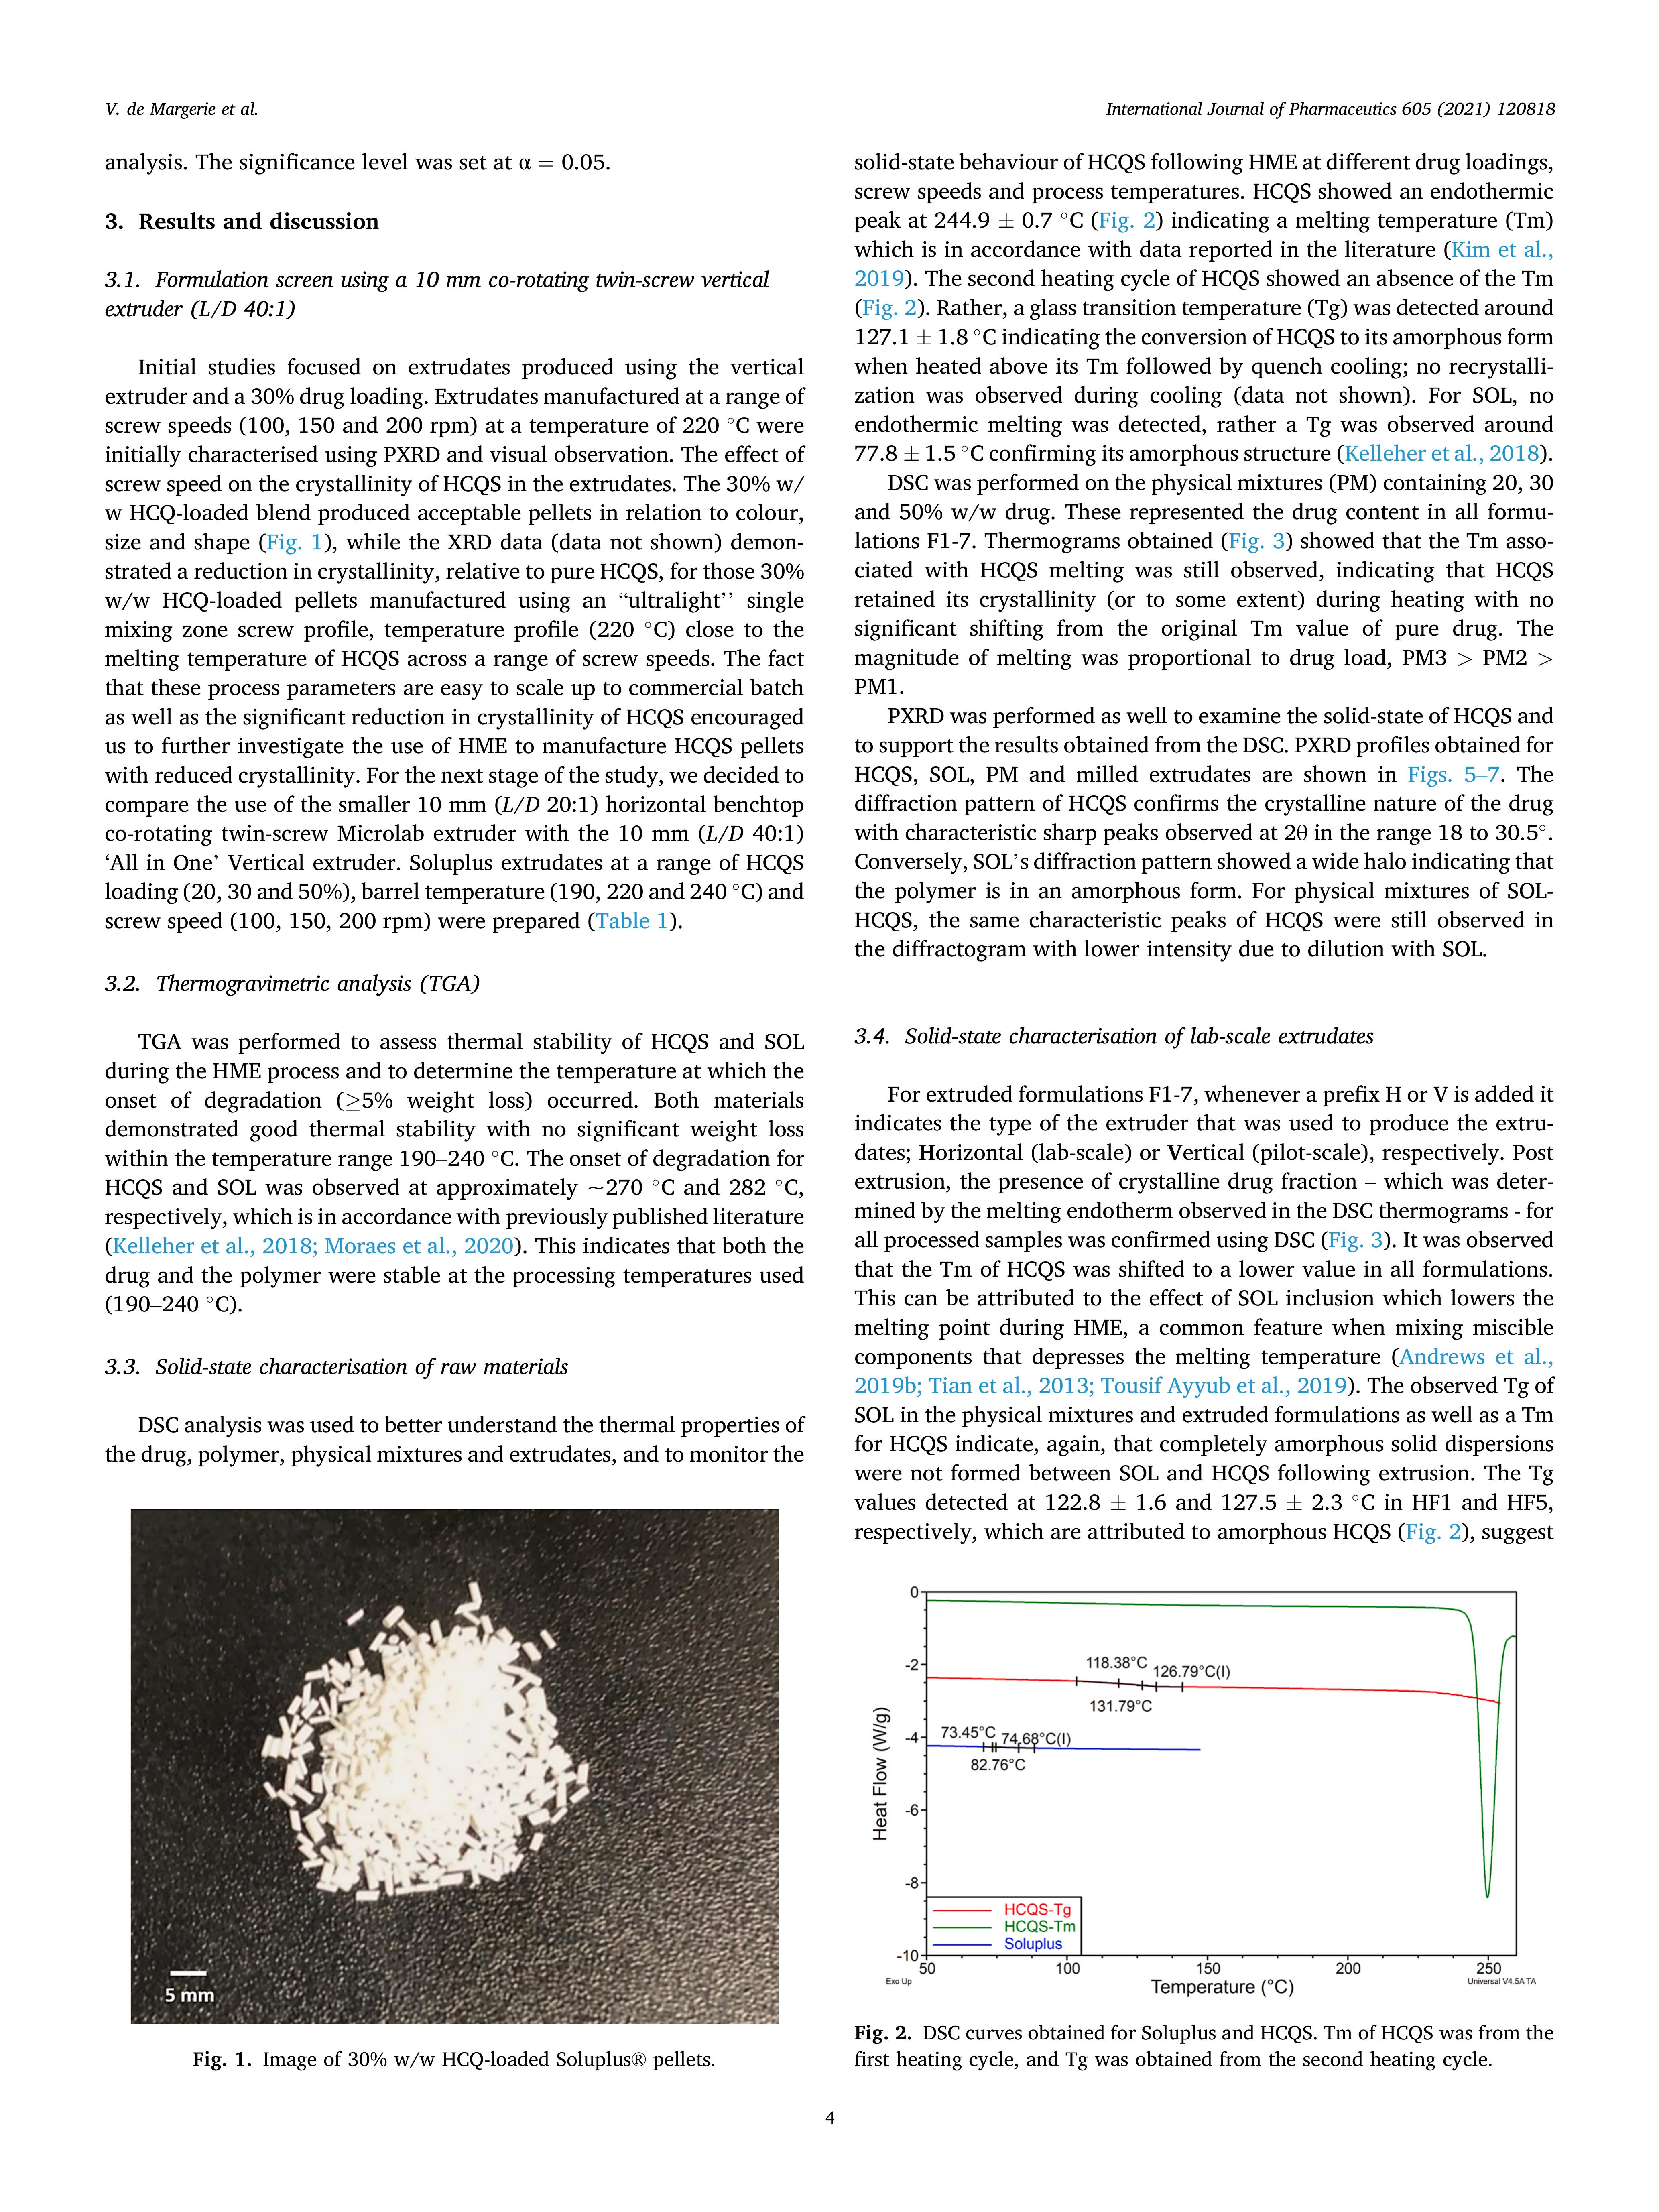 V. de Margerie et al.
International Journal of Pharmaceutics 605 (2021) 120818
analysis. The significance level was set at α = 0.05.
3. Results and discussion
3.1. Formulation screen using a 10 mm co-rotating twin-screw vertical
extruder (L/D 40:1)
Initial studies focused on extrudates produced using the vertical
extruder and a 30% drug loading. Extrudates manufactured at a range of
screw speeds (100, 150 and 200 rpm) at a temperature of 220 °C were
initially characterised using PXRD and visual observation. The effect of
screw speed on the crystallinity of HCQS in the extrudates. The 30% w/
w HCQ-loaded blend produced acceptable pellets in relation to colour,
size and shape (Fig. 1), while the XRD data (data not shown) demon-
strated a reduction in crystallinity, relative to pure HCQS, for those 30%
w/w HCQ-loaded pellets manufactured using an “ultralight’’ single
mixing zone screw profile, temperature profile (220 °C) close to the
melting temperature of HCQS across a range of screw speeds. The fact
that these process parameters are easy to scale up to commercial batch
as well as the significant reduction in crystallinity of HCQS encouraged
us to further investigate the use of HME to manufacture HCQS pellets
with reduced crystallinity. For the next stage of the study, we decided to
compare the use of the smaller 10 mm (L/D 20:1) horizontal benchtop
co-rotating twin-screw Microlab extruder with the 10 mm (L/D 40:1)
‘All in One’ Vertical extruder. Soluplus extrudates at a range of HCQS
loading (20, 30 and 50%), barrel temperature (190, 220 and 240 °C) and
screw speed (100, 150, 200 rpm) were prepared (Table 1).
3.2. Thermogravimetric analysis (TGA)
TGA was performed to assess thermal stability of HCQS and SOL
during the HME process and to determine the temperature at which the
onset of degradation (≥5% weight loss) occurred. Both materials
demonstrated good thermal stability with no significant weight loss
within the temperature range 190–240 °C. The onset of degradation for
HCQS and SOL was observed at approximately ~270 °C and 282 °C,
respectively, which is in accordance with previously published literature
(Kelleher et al., 2018; Moraes et al., 2020). This indicates that both the
drug and the polymer were stable at the processing temperatures used
(190–240 °C).
3.3. Solid-state characterisation of raw materials
DSC analysis was used to better understand the thermal properties of
the drug, polymer, physical mixtures and extrudates, and to monitor the
5 mm
Fig. 1. Image of 30% w/w HCQ-loaded Soluplus® pellets.
solid-state behaviour of HCQS following HME at different drug loadings,
screw speeds and process temperatures. HCQS showed an endothermic
peak at 244.9 ± 0.7 °C (Fig. 2) indicating a melting temperature (Tm)
which is in accordance with data reported in the literature (Kim et al.,
2019). The second heating cycle of HCQS showed an absence of the Tm
(Fig. 2). Rather, a glass transition temperature (Tg) was detected around
127.1 ± 1.8 °C indicating the conversion of HCQS to its amorphous form
when heated above its Tm followed by quench cooling; no recrystalli-
zation was observed during cooling (data not shown). For SOL, no
endothermic melting was detected, rather a Tg was observed around
77.8 ± 1.5 °C confirming its amorphous structure (Kelleher et al., 2018).
DSC was performed on the physical mixtures (PM) containing 20, 30
and 50% w/w drug. These represented the drug content in all formu-
lations F1-7. Thermograms obtained (Fig. 3) showed that the Tm asso-
ciated with HCQS melting was still observed, indicating that HCQS
retained its crystallinity (or to some extent) during heating with no
significant shifting from the original Tm value of pure drug. The
magnitude of melting was proportional to drug load, PM3 > PM2 >
PM1.
PXRD was performed as well to examine the solid-state of HCQS and
to support the results obtained from the DSC. PXRD profiles obtained for
HCQS, SOL, PM and milled extrudates are shown in Figs. 5–7. The
diffraction pattern of HCQS confirms the crystalline nature of the drug
with characteristic sharp peaks observed at 2θ in the range 18 to 30.5°.
Conversely, SOL’s diffraction pattern showed a wide halo indicating that
the polymer is in an amorphous form. For physical mixtures of SOL-
HCQS, the same characteristic peaks of HCQS were still observed in
the diffractogram with lower intensity due to dilution with SOL.
3.4. Solid-state characterisation of lab-scale extrudates
For extruded formulations F1-7, whenever a prefix H or V is added it
indicates the type of the extruder that was used to produce the extru-
dates; Horizontal (lab-scale) or Vertical (pilot-scale), respectively. Post
extrusion, the presence of crystalline drug fraction – which was deter-
mined by the melting endotherm observed in the DSC thermograms - for
all processed samples was confirmed using DSC (Fig. 3). It was observed
that the Tm of HCQS was shifted to a lower value in all formulations.
This can be attributed to the effect of SOL inclusion which lowers the
melting point during HME, a common feature when mixing miscible
components that depresses the melting temperature (Andrews et al.,
2019b; Tian et al., 2013; Tousif Ayyub et al., 2019). The observed Tg of
SOL in the physical mixtures and extruded formulations as well as a Tm
for HCQS indicate, again, that completely amorphous solid dispersions
were not formed between SOL and HCQS following extrusion. The Tg
values detected at 122.8 ± 1.6 and 127.5 ± 2.3 °C in HF1 and HF5,
respectively, which are attributed to amorphous HCQS (Fig. 2), suggest
0
-2
-4
-6
-8
-10
Heat Flow (W/g)
118.38°C
126.79°C(I)
131.79°C
73.45°C
74.68°C(I)
82.76°C
HCQS-Tg
HCQS-Tm
Soluplus
50
100
150
200
250
Exo Up
Temperature (°C)
Universal V4.5A TA
Fig. 2. DSC curves obtained for Soluplus and HCQS. Tm of HCQS was from the
first heating cycle, and Tg was obtained from the second heating cycle.
4